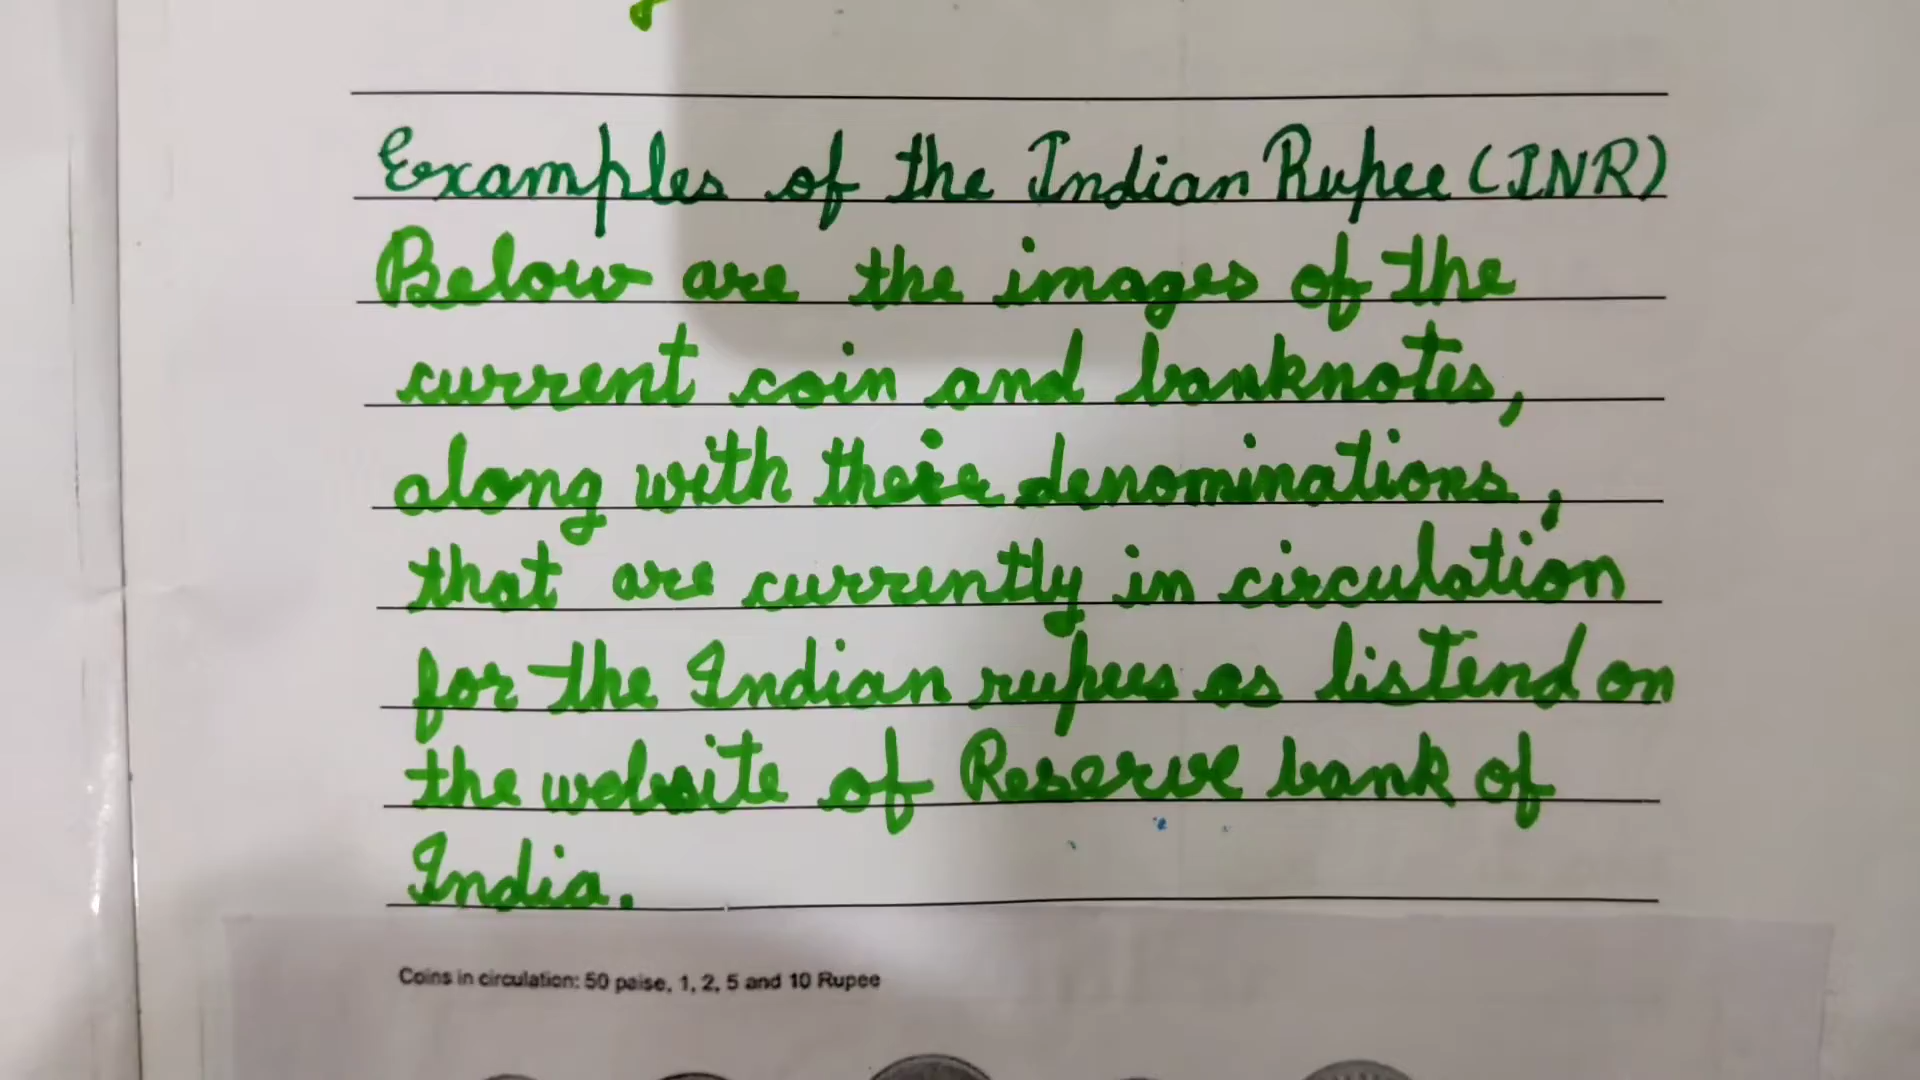 Examples of the Indian Rupee (INR)
Below are the images of the
current coin and banknotes,
along with their denominations,
that are currently in circulation
for the Indian rupees as listend on
the website of Reserve bank of
India.
Coins in circulation: 50 paise, 1, 2, 5 and 10 Rupee